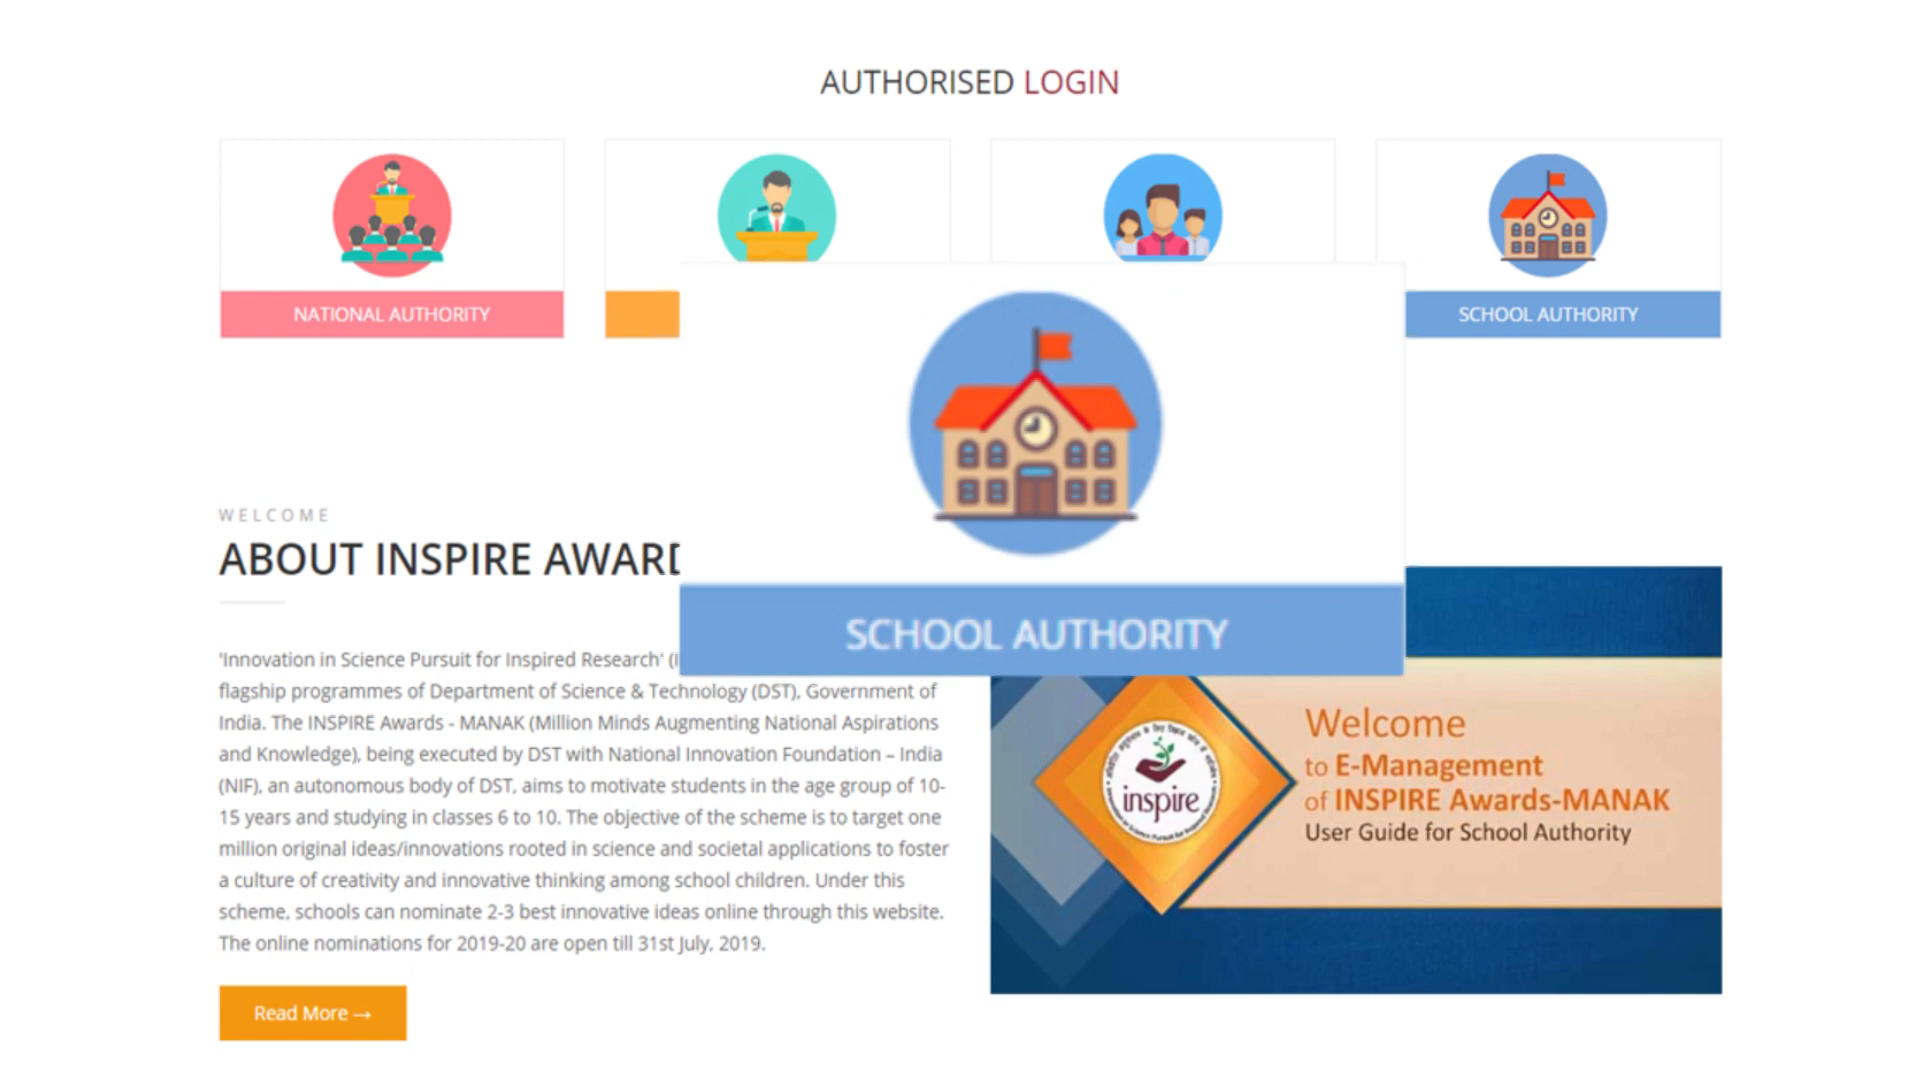 AUTHORISED LOGIN
NATIONAL AUTHORITY
SCHOOL AUTHORITY
SCHOOL AUTHORITY
WELCOME
ABOUT INSPIRE AWARD
'Innovation in Science Pursuit for Inspired Research' (I
flagship programmes of Department of Science & Technology (DST), Government of
India. The INSPIRE Awards - MANAK (Million Minds Augmenting National Aspirations
and Knowledge), being executed by DST with National Innovation Foundation – India
(NIF), an autonomous body of DST, aims to motivate students in the age group of 10-
15 years and studying in classes 6 to 10. The objective of the scheme is to target one
million original ideas/innovations rooted in science and societal applications to foster
a culture of creativity and innovative thinking among school children. Under this
scheme, schools can nominate 2-3 best innovative ideas online through this website.
The online nominations for 2019-20 are open till 31st July, 2019.
Read More →
inspire
Welcome
to E-Management
of INSPIRE Awards-MANAK
User Guide for School Authority